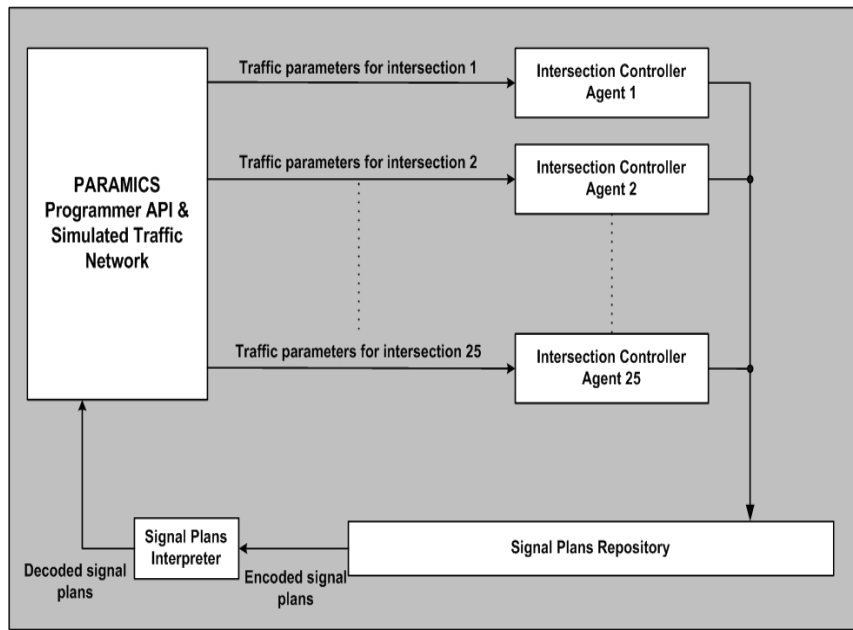 Traffic parameters for intersection 1
Intersection Controller
Agent 1
Traffic parameters for intersection 2
Intersection Controller
Agent 2
PARAMICS
Programmer API &
Simulated Traffic
Network
Traffic parameters for intersection 25
Intersection Controller
Agent 25
Signal Plans
Interpreter
Signal Plans Repository
Decoded signal
plans
Encoded signal
plans